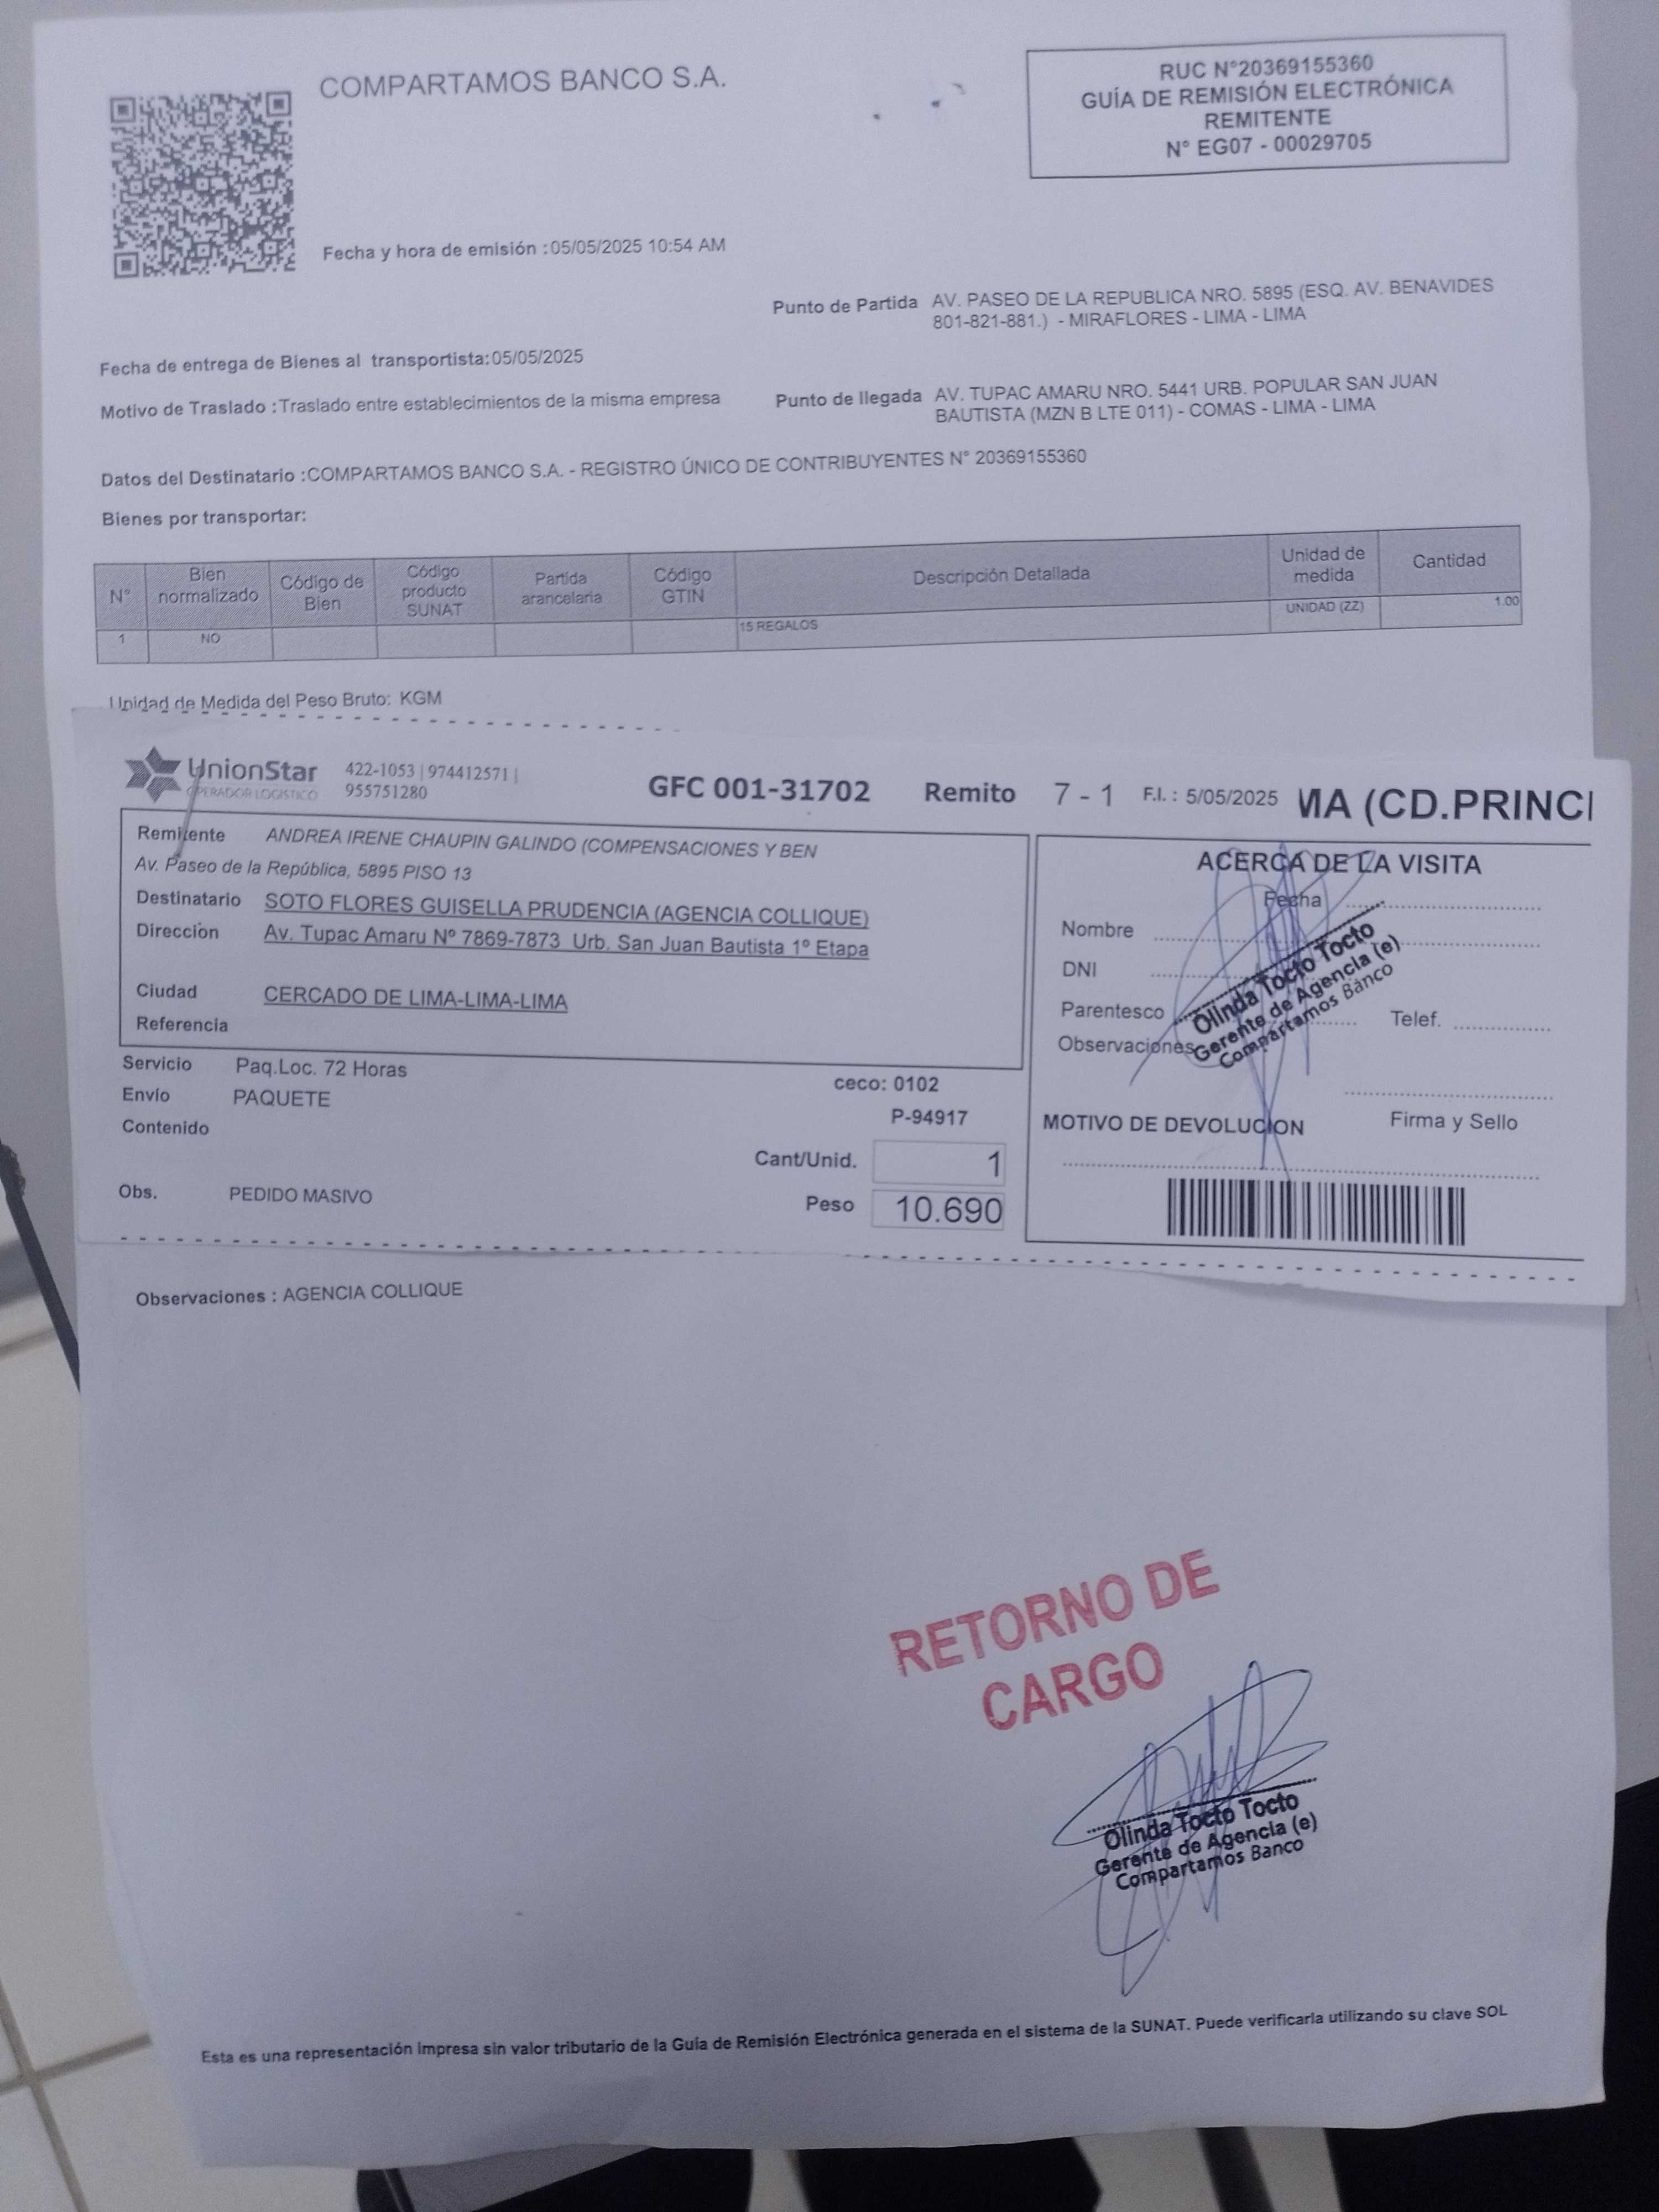 COMPARTAMOS BANCO S.A.
RUC N°20369155360
GUÍA DE REMISIÓN ELECTRÓNICA
REMITENTE
N° EG07 - 00029705
Fecha y hora de emisión :05/05/2025 10:54 AM
Punto de Partida AV. PASEO DE LA REPUBLICA NRO. 5895 (ESQ. AV. BENAVIDES
801-821-881.) - MIRAFLORES - LIMA - LIMA
Fecha de entrega de Bienes al transportista:05/05/2025
Motivo de Traslado :Traslado entre establecimientos de la misma empresa
Punto de llegada AV. TUPAC AMARU NRO. 5441 URB. POPULAR SAN JUAN
BAUTISTA (MZN B LTE 011) - COMAS - LIMA - LIMA
Datos del Destinatario :COMPARTAMOS BANCO S.A. - REGISTRO ÚNICO DE CONTRIBUYENTES N° 20369155360
Bienes por transportar:
N° Bien normalizado Código de Bien Código producto SUNAT Partida arancelaria Código GTIN Descripción Detallada Unidad de medida Cantidad
1 NO 15 REGALOS UNIDAD (ZZ) 1.00
Unidad de Medida del Peso Bruto: KGM
UnionStar 422-1053 | 974412571 |
OPERADOR LOGISTICO 955751280
GFC 001-31702 Remito 7 - 1 F.I. : 5/05/2025 MA (CD.PRINCI
Remitente ANDREA IRENE CHAUPIN GALINDO (COMPENSACIONES Y BEN
Av. Paseo de la República, 5895 PISO 13
Destinatario SOTO FLORES GUISELLA PRUDENCIA (AGENCIA COLLIQUE)
Direccion Av. Tupac Amaru Nº 7869-7873 Urb. San Juan Bautista 1º Etapa
Ciudad CERCADO DE LIMA-LIMA-LIMA
Referencia
Servicio Paq.Loc. 72 Horas
Envío PAQUETE
Contenido
Obs. PEDIDO MASIVO
ceco: 0102
P-94917
Cant/Unid. 1
Peso 10.690
ACERCA DE LA VISITA
Fecha
Nombre
DNI
Parentesco
Telef.
Observaciones
Olinda Tocto Tocto
Gerente de Agencia (e)
Compartamos Banco
MOTIVO DE DEVOLUCION
Firma y Sello
Observaciones : AGENCIA COLLIQUE
RETORNO DE
CARGO
Olinda Tocto Tocto
Gerente de Agencia (e)
Compartamos Banco
Esta es una representación impresa sin valor tributario de la Guía de Remisión Electrónica generada en el sistema de la SUNAT. Puede verificarla utilizando su clave SOL